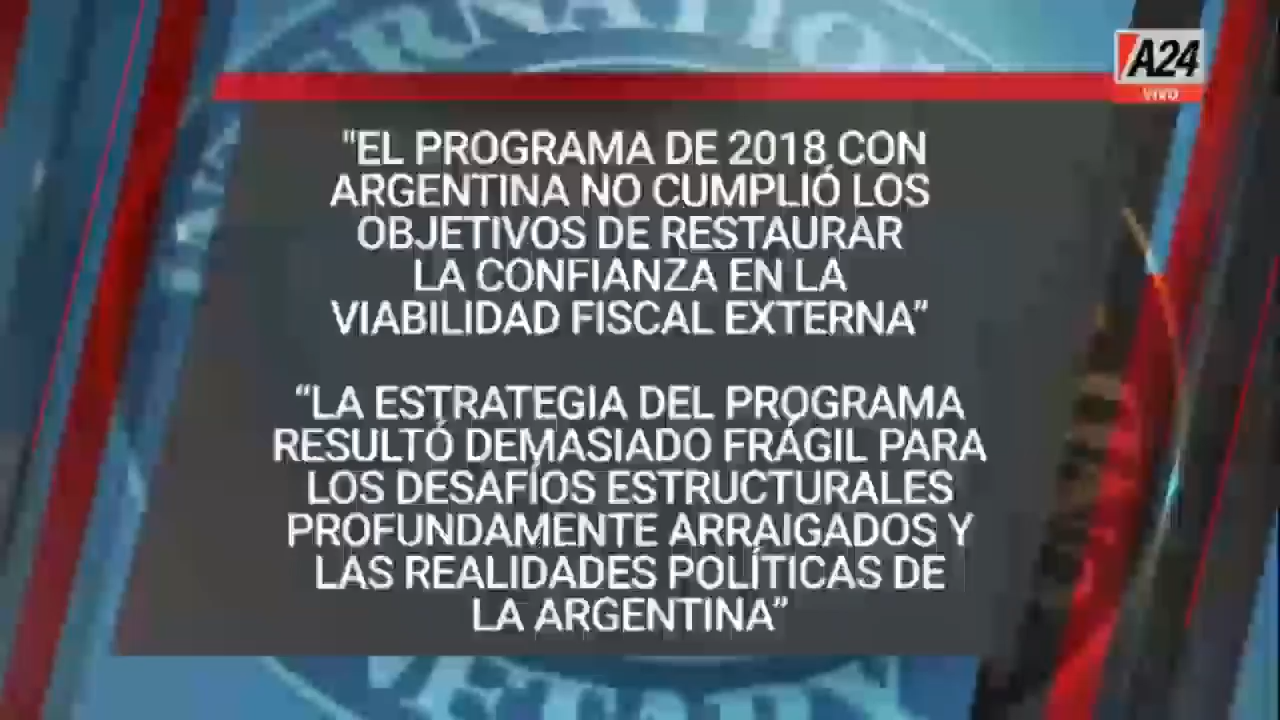 ERNATIO
A24
VIVO
"EL PROGRAMA DE 2018 CON
ARGENTINA NO CUMPLIÓ LOS
OBJETIVOS DE RESTAURAR
LA CONFIANZA EN LA
VIABILIDAD FISCAL EXTERNA”
“LA ESTRATEGIA DEL PROGRAMA
RESULTÓ DEMASIADO FRÁGIL PARA
LOS DESAFÍOS ESTRUCTURALES
PROFUNDAMENTE ARRAIGADOS Y
LAS REALIDADES POLÍTICAS DE
LA ARGENTINA”
NETARY